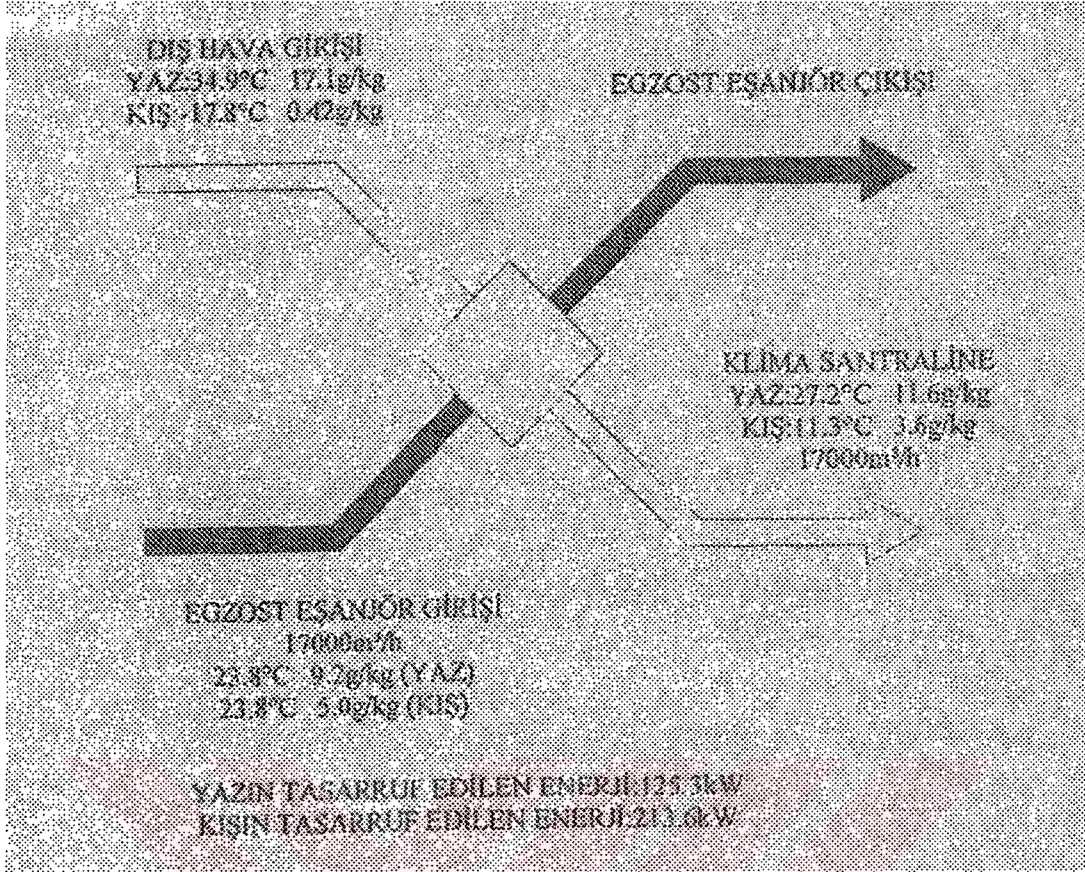 DIŞ HAVA GİRİŞİ
YAZ:34.9°C 17.1g/kg
KIŞ:-17.8°C 0.42g/kg
EGZOST EŞANJÖR ÇIKIŞI
KLİMA SANTRALİNE
YAZ:27.2°C 11.6g/kg
KIŞ:11.3°C 3.6g/kg
17000m³/h
EGZOST EŞANJÖR GİRİŞİ
17000m³/h
23.8°C 9.2g/kg (YAZ)
23.8°C 5.0g/kg (KIŞ)
YAZIN TASARRUF EDİLEN ENERJİ:125.3kW
KIŞIN TASARRUF EDİLEN ENERJİ:213.6kW